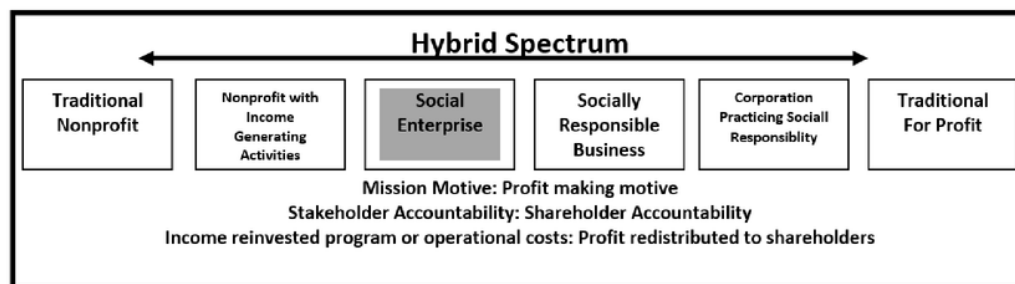 Hybrid Spectrum
Traditional
Nonprofit
Nonprofit with
Income
Generating
Activities
Social
Enterprise
Socially
Responsible
Business
Corporation
Practicing Sociall
Responsiblity
Traditional
For Profit
Mission Motive: Profit making motive
Stakeholder Accountability: Shareholder Accountability
Income reinvested program or operational costs: Profit redistributed to shareholders